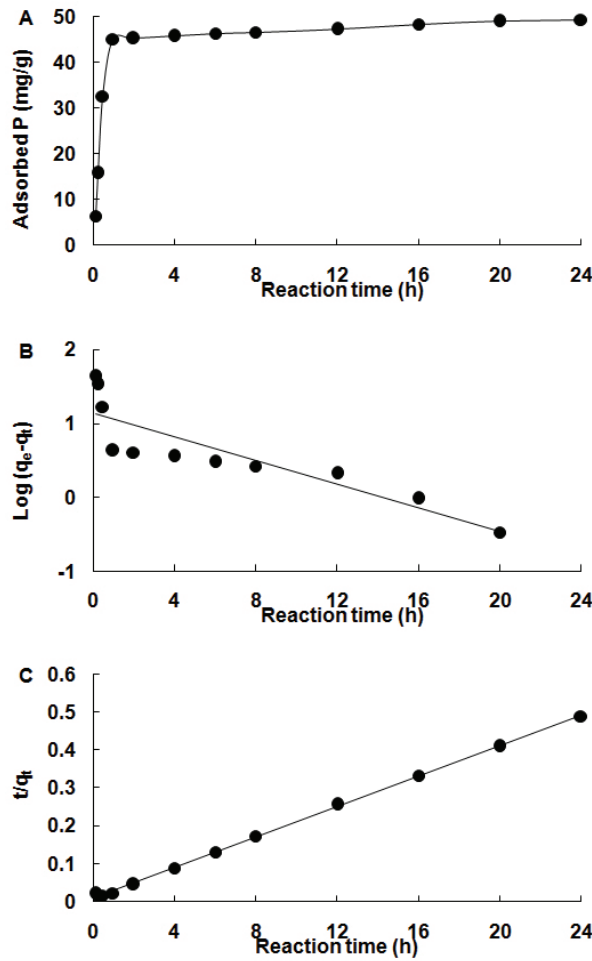 A
Adsorbed P (mg/g)
50
40
30
20
10
0
0 4 8 12 16 20 24
Reaction time (h)
B
Log (qₑ-qₜ)
2
1
0
-1
0 4 8 12 16 20 24
Reaction time (h)
C
t/qₜ
0.6
0.5
0.4
0.3
0.2
0.1
0
0 4 8 12 16 20 24
Reaction time (h)